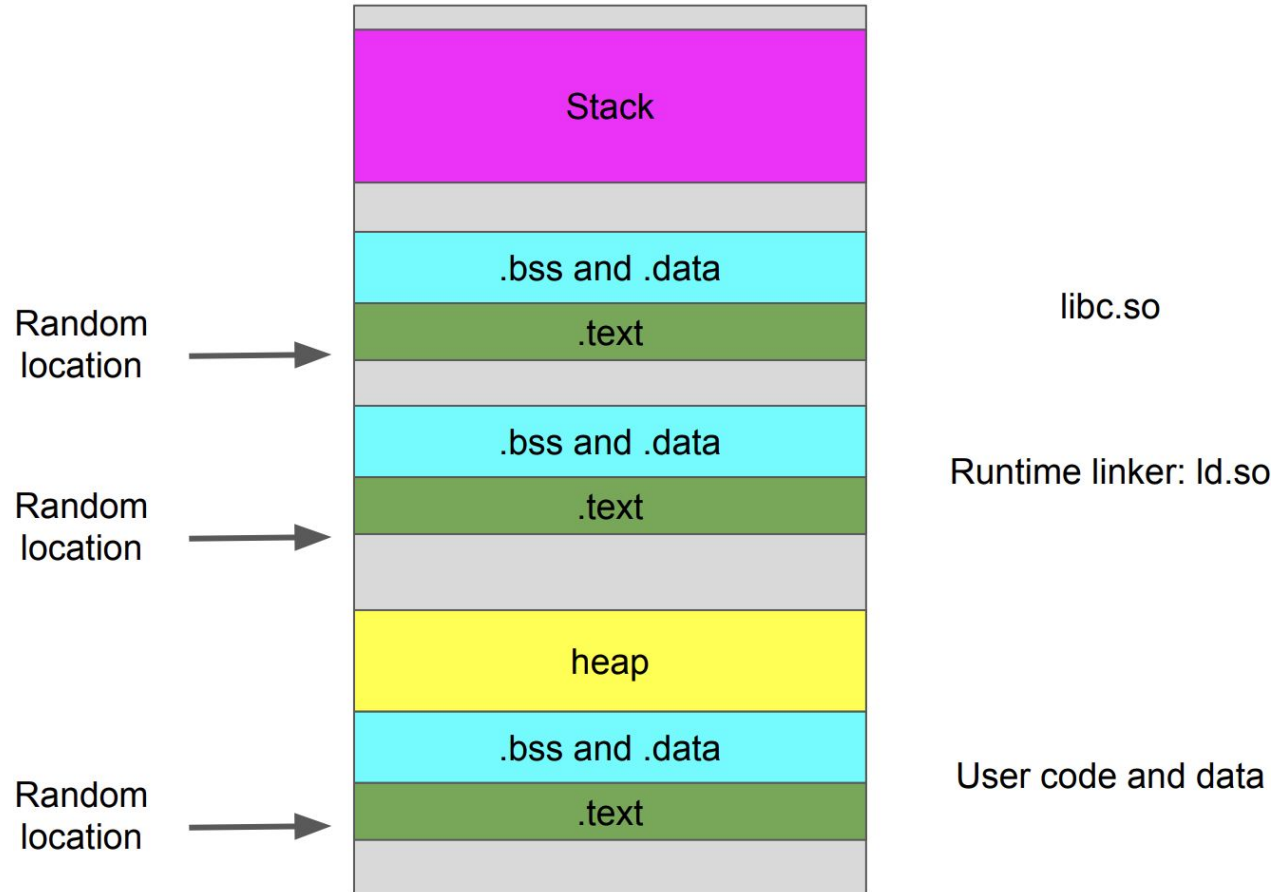 Stack
.bss and .data
libc.so
Random
location
.text
.bss and .data
Runtime linker: ld.so
Random
location
.text
heap
.bss and .data
User code and data
Random
location
.text